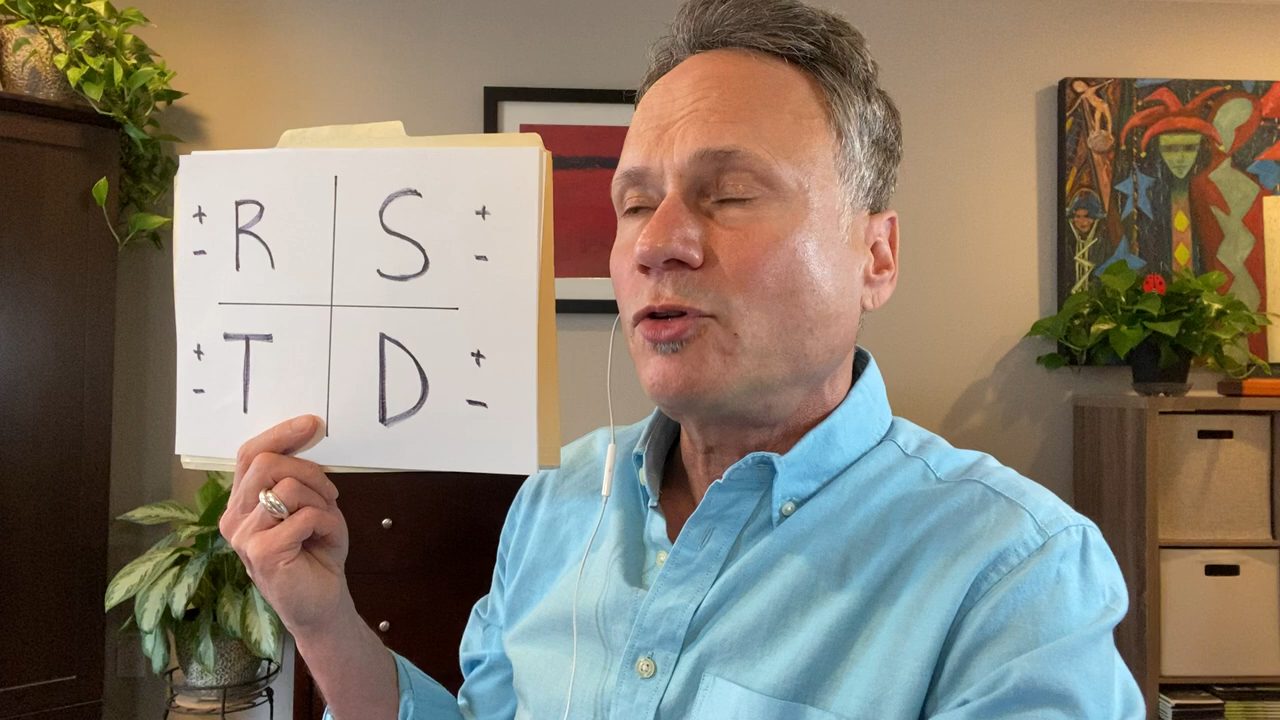 + R S +
- -
+ T D +
- -